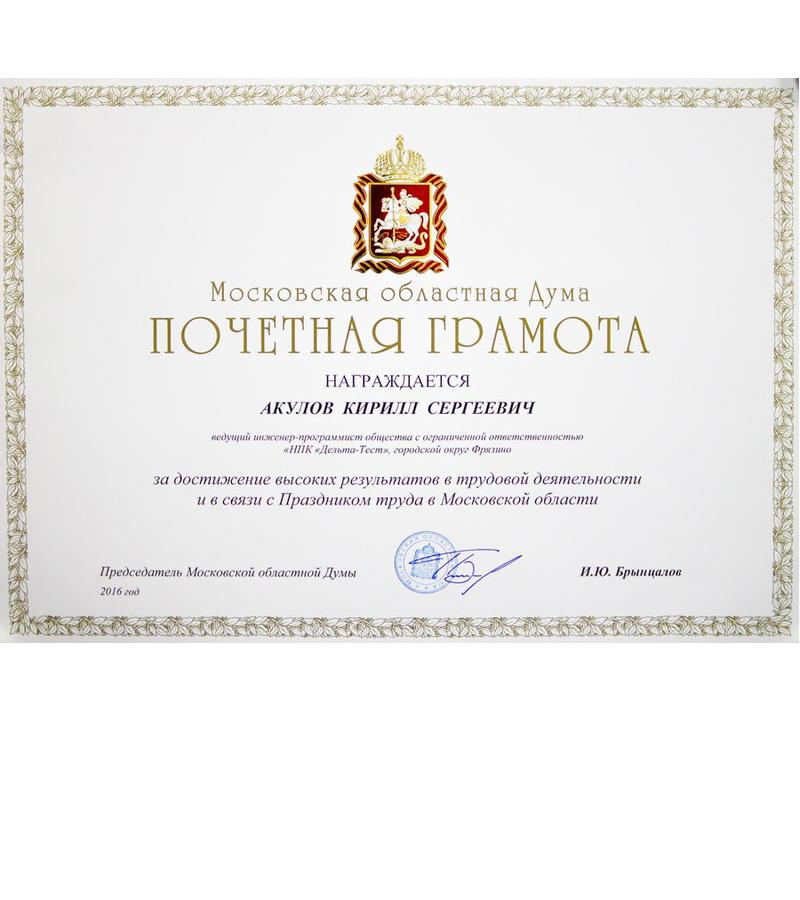 Московская областная Дума
ПОЧЕТНАЯ ГРАМОТА
НАГРАЖДАЕТСЯ
АКУЛОВ КИРИЛЛ СЕРГЕЕВИЧ
ведущий инженер-программист общества с ограниченной ответственностью
«НПК «Дельта-Тест», городской округ Фрязино
за достижение высоких результатов в трудовой деятельности
и в связи с Праздником труда в Московской области
Председатель Московской областной Думы
И.Ю. Брынцалов
2016 год